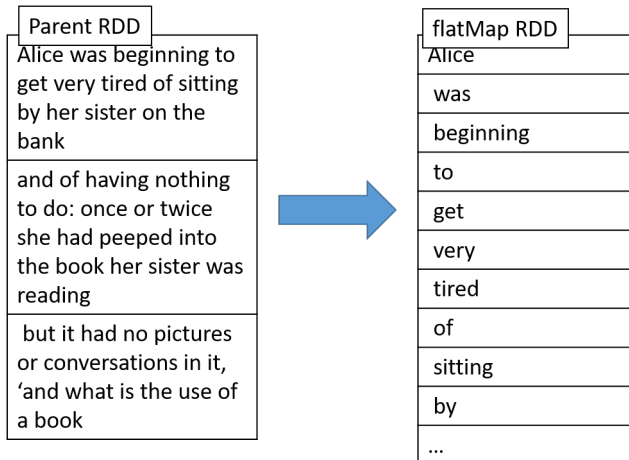 Parent RDD
Alice was beginning to
get very tired of sitting
by her sister on the
bank
and of having nothing
to do: once or twice
she had peeped into
the book her sister was
reading
but it had no pictures
or conversations in it,
‘and what is the use of
a book
flatMap RDD
Alice
was
beginning
to
get
very
tired
of
sitting
by
...